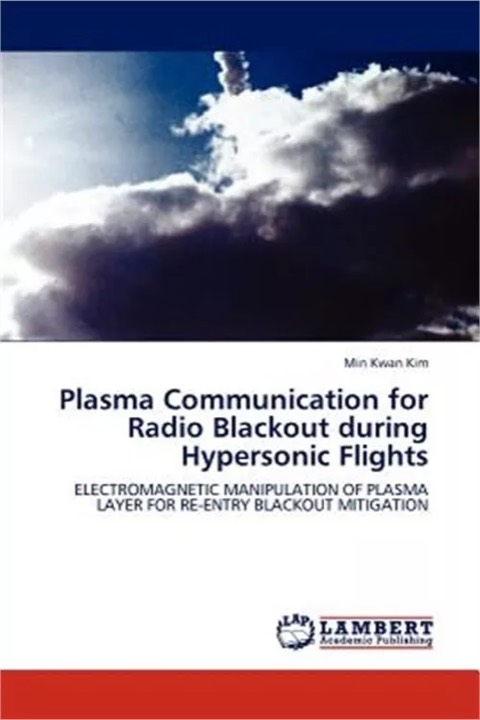 Min Kwan Kim
Plasma Communication for
Radio Blackout during
Hypersonic Flights
ELECTROMAGNETIC MANIPULATION OF PLASMA
LAYER FOR RE-ENTRY BLACKOUT MITIGATION
LAP LAMBERT
Academic Publishing